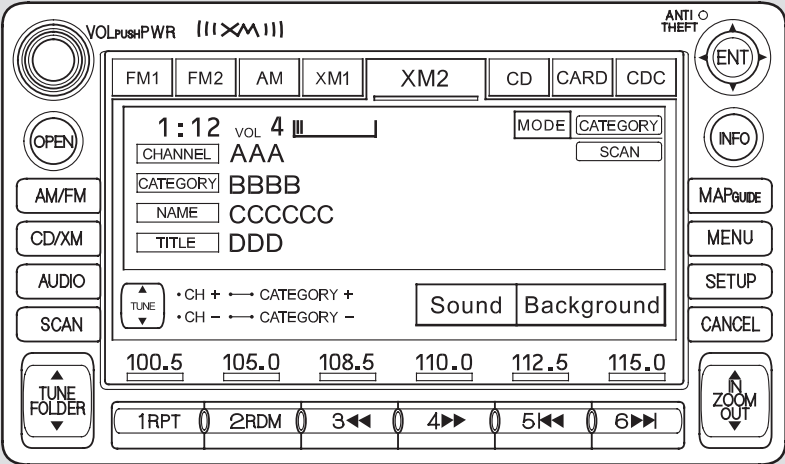 VOL PUSH PWR
(((XM)))
ANTI THEFT
ENT
FM1 FM2 AM XM1 XM2 CD CARD CDC
OPEN
1:12 VOL 4
MODE CATEGORY
INFO
CHANNEL AAA
SCAN
CATEGORY BBBB
AM/FM
MAP GUIDE
NAME CCCCCC
CD/XM
TITLE DDD
MENU
AUDIO
SETUP
TUNE
•CH + CATEGORY +
•CH – CATEGORY –
Sound Background
SCAN
CANCEL
100.5 105.0 108.5 110.0 112.5 115.0
TUNE FOLDER
IN
ZOOM
OUT
1RPT 2RDM 3◀◀ 4▶▶ 5|◀◀ 6▶▶|